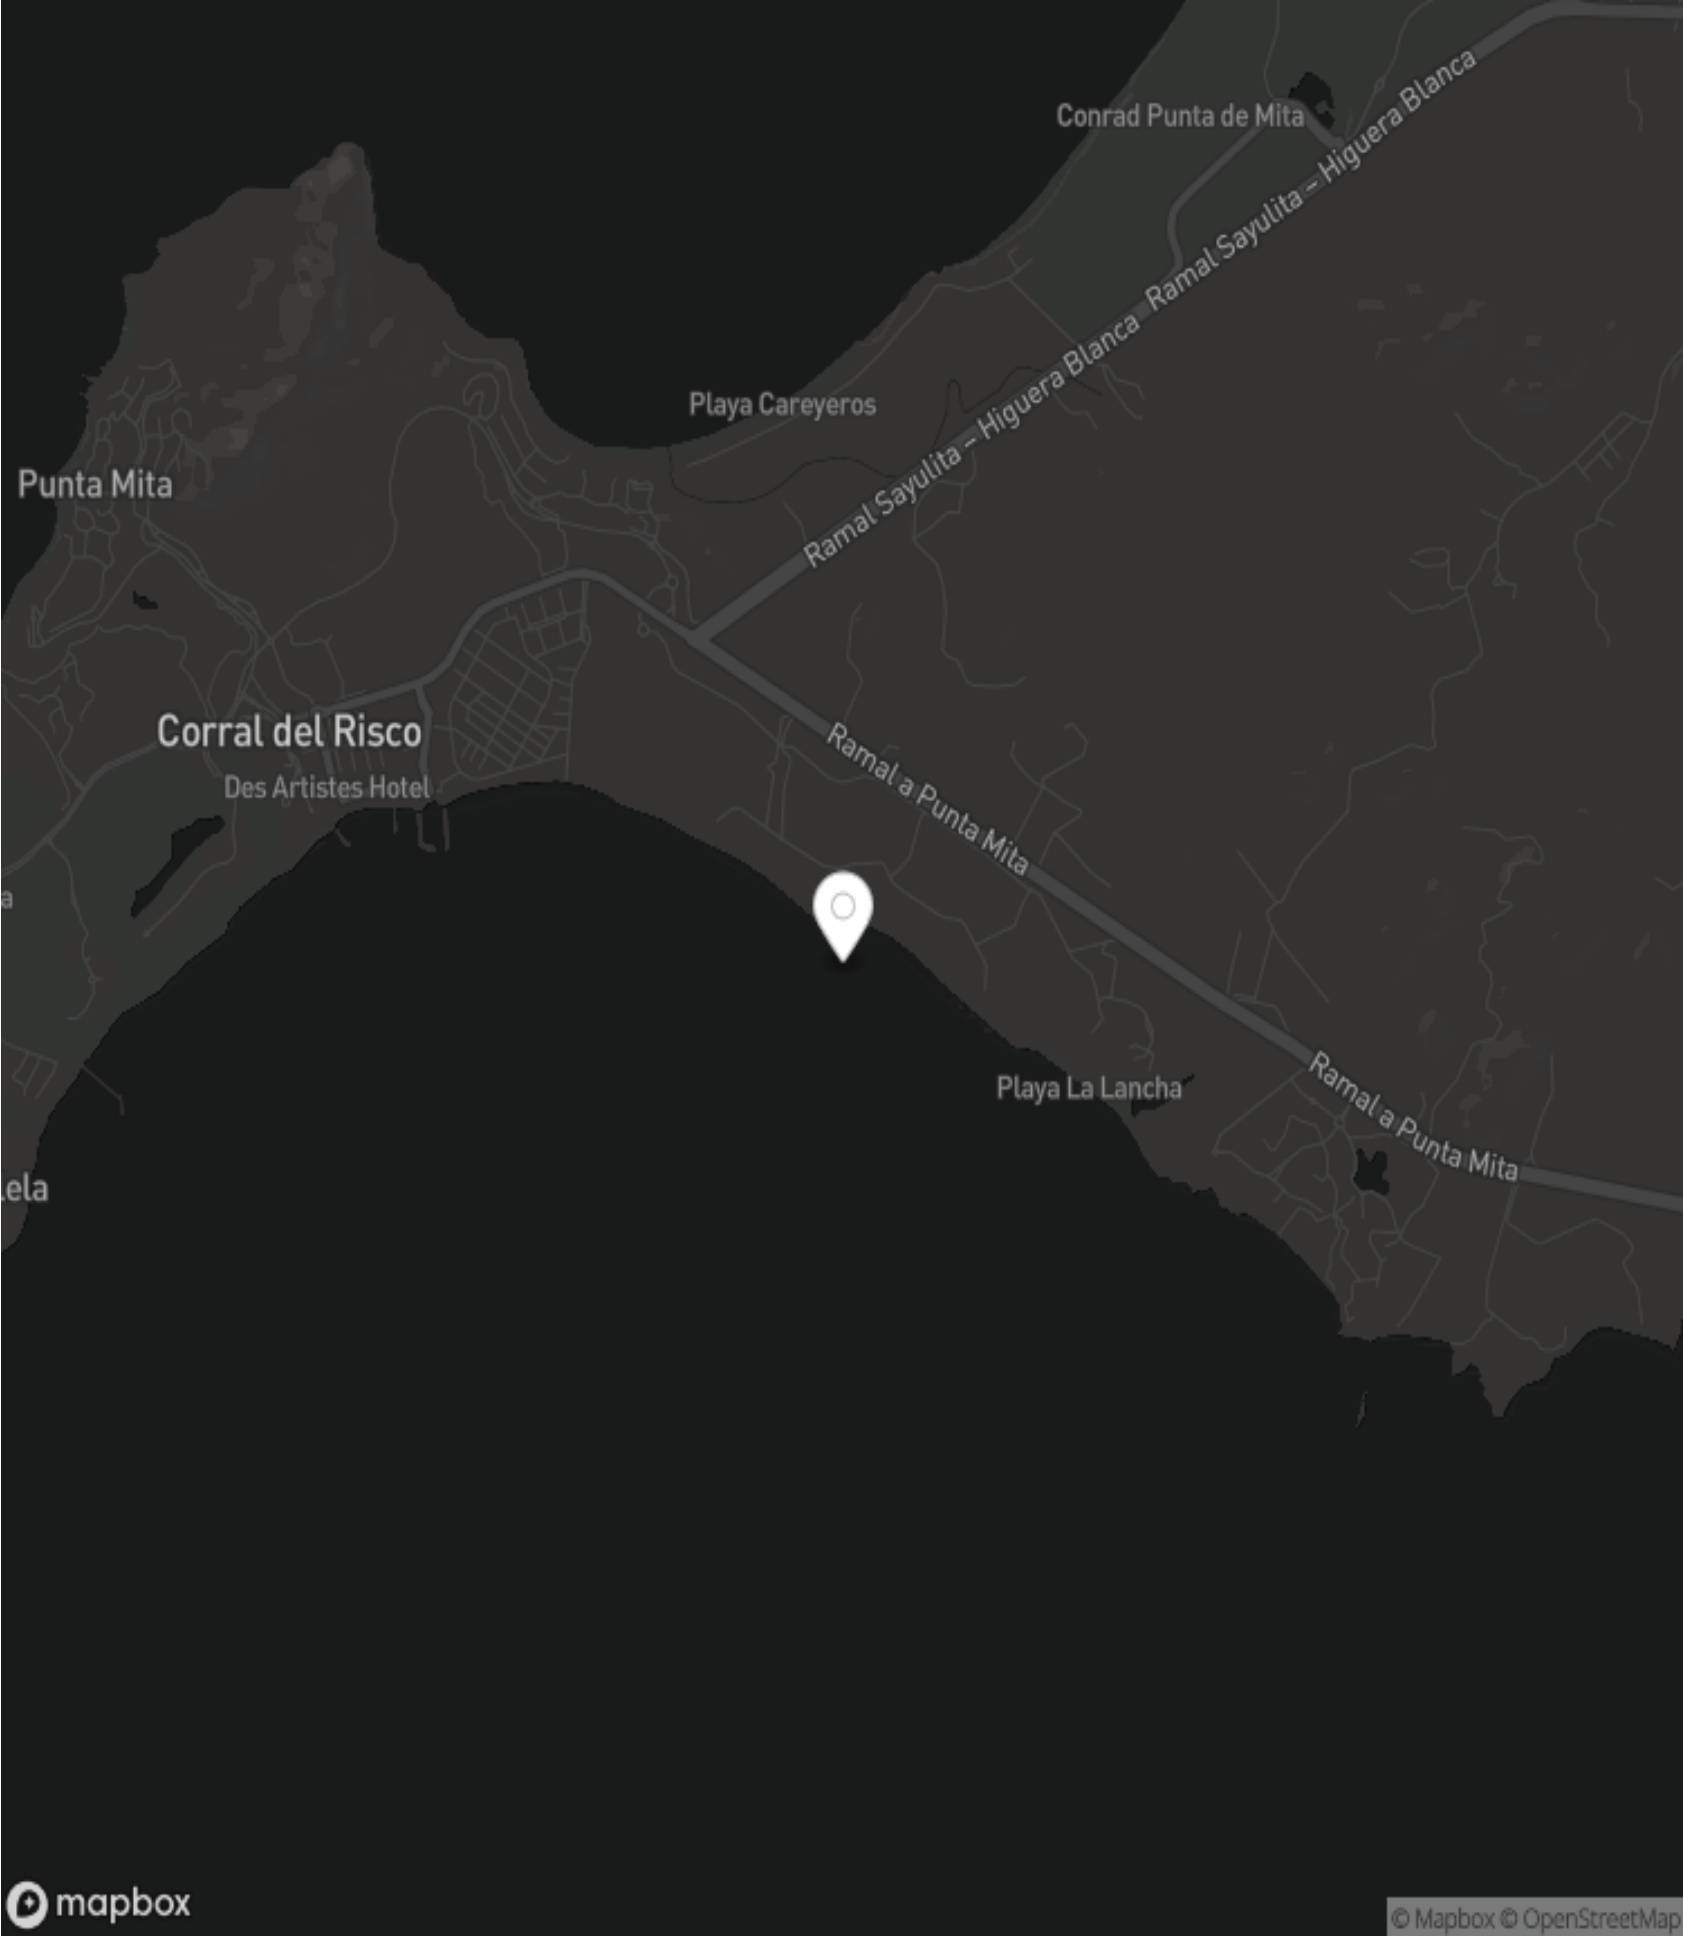 Conrad Punta de Mita
Ramal Sayulita – Higuera Blanca
Ramal Sayulita – Higuera Blanca
Playa Careyeros
Punta Mita
Corral del Risco
Des Artistes Hotel
Ramal a Punta Mita
a
Playa La Lancha
Ramal a Punta Mita
.ela
mapbox
© Mapbox © OpenStreetMap